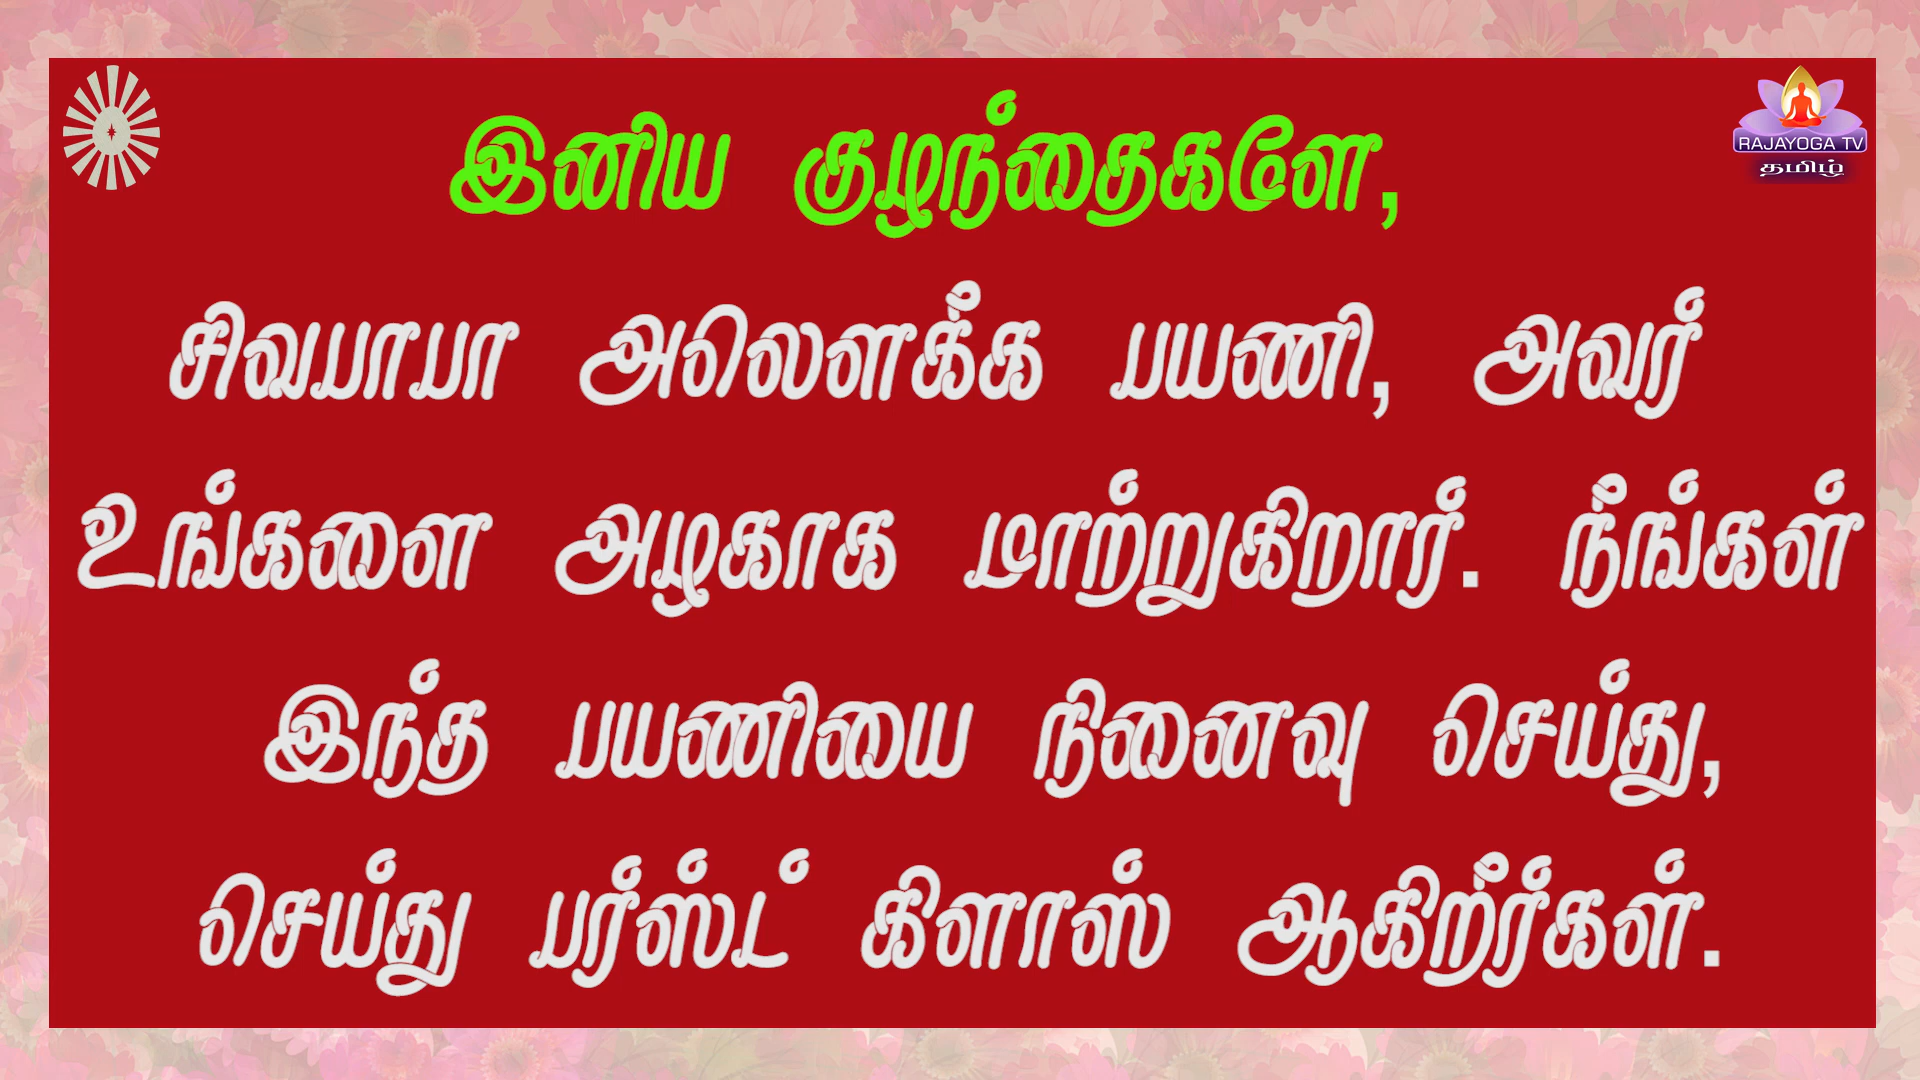 RAJAYOGA TV
தமிழ்
இனிய குழந்தைகளே,
சிவபாபா அலௌக்க பயணி, அவர்
உங்களை அழகாக மாற்றுகிறார். நீங்கள்
இந்த பயணியை நினைவு செய்து,
செய்து பர்ஸ்ட் கிளாஸ் ஆகிறீர்கள்.